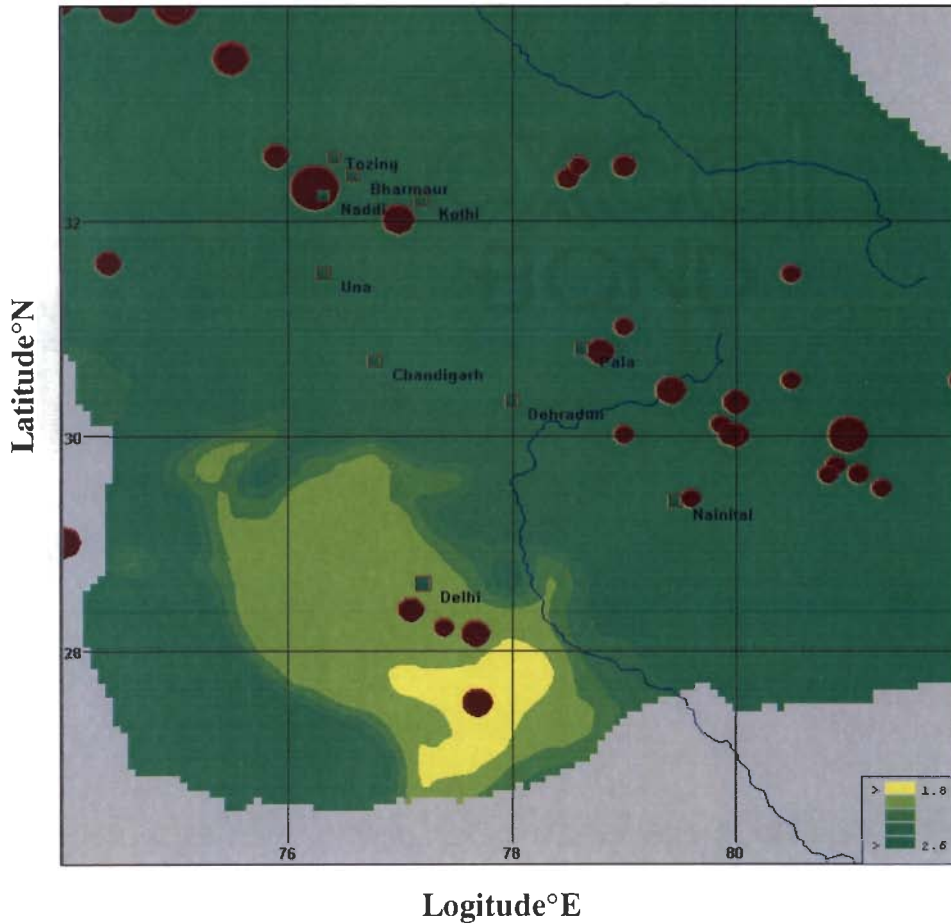 Tozing
Bharmaur
Naddi
Kothi
32
Una
Pala
Chandigarh
Dehradun
30
Nainital
Delhi
28
> 1.8
> 2.6
76 78 80
Latitude°N
Logitude°E